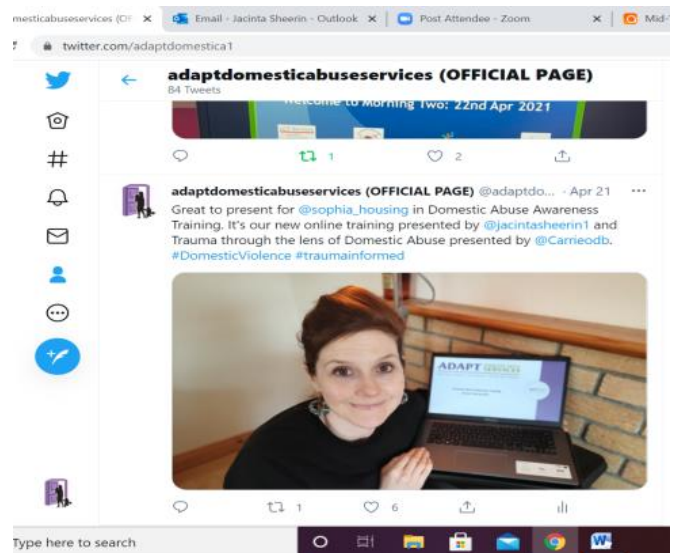 mesticabuseservices (OF
Email - Jacinta Sheerin - Outlook
Post Attendee - Zoom
Mid-
twitter.com/adaptdomestica1
adaptdomesticabuseservices (OFFICIAL PAGE)
84 Tweets
Welcome to Morning Two: 22nd Apr 2021
1
2
adaptdomesticabuseservices (OFFICIAL PAGE) @adaptdo... · Apr 21
Great to present for @sophia_housing in Domestic Abuse Awareness
Training. It's our new online training presented by @jacintasheerin1 and
Trauma through the lens of Domestic Abuse presented by @Carrieodb.
#DomesticViolence #traumainformed
ADAPT
SERVICES
1
6
Type here to search